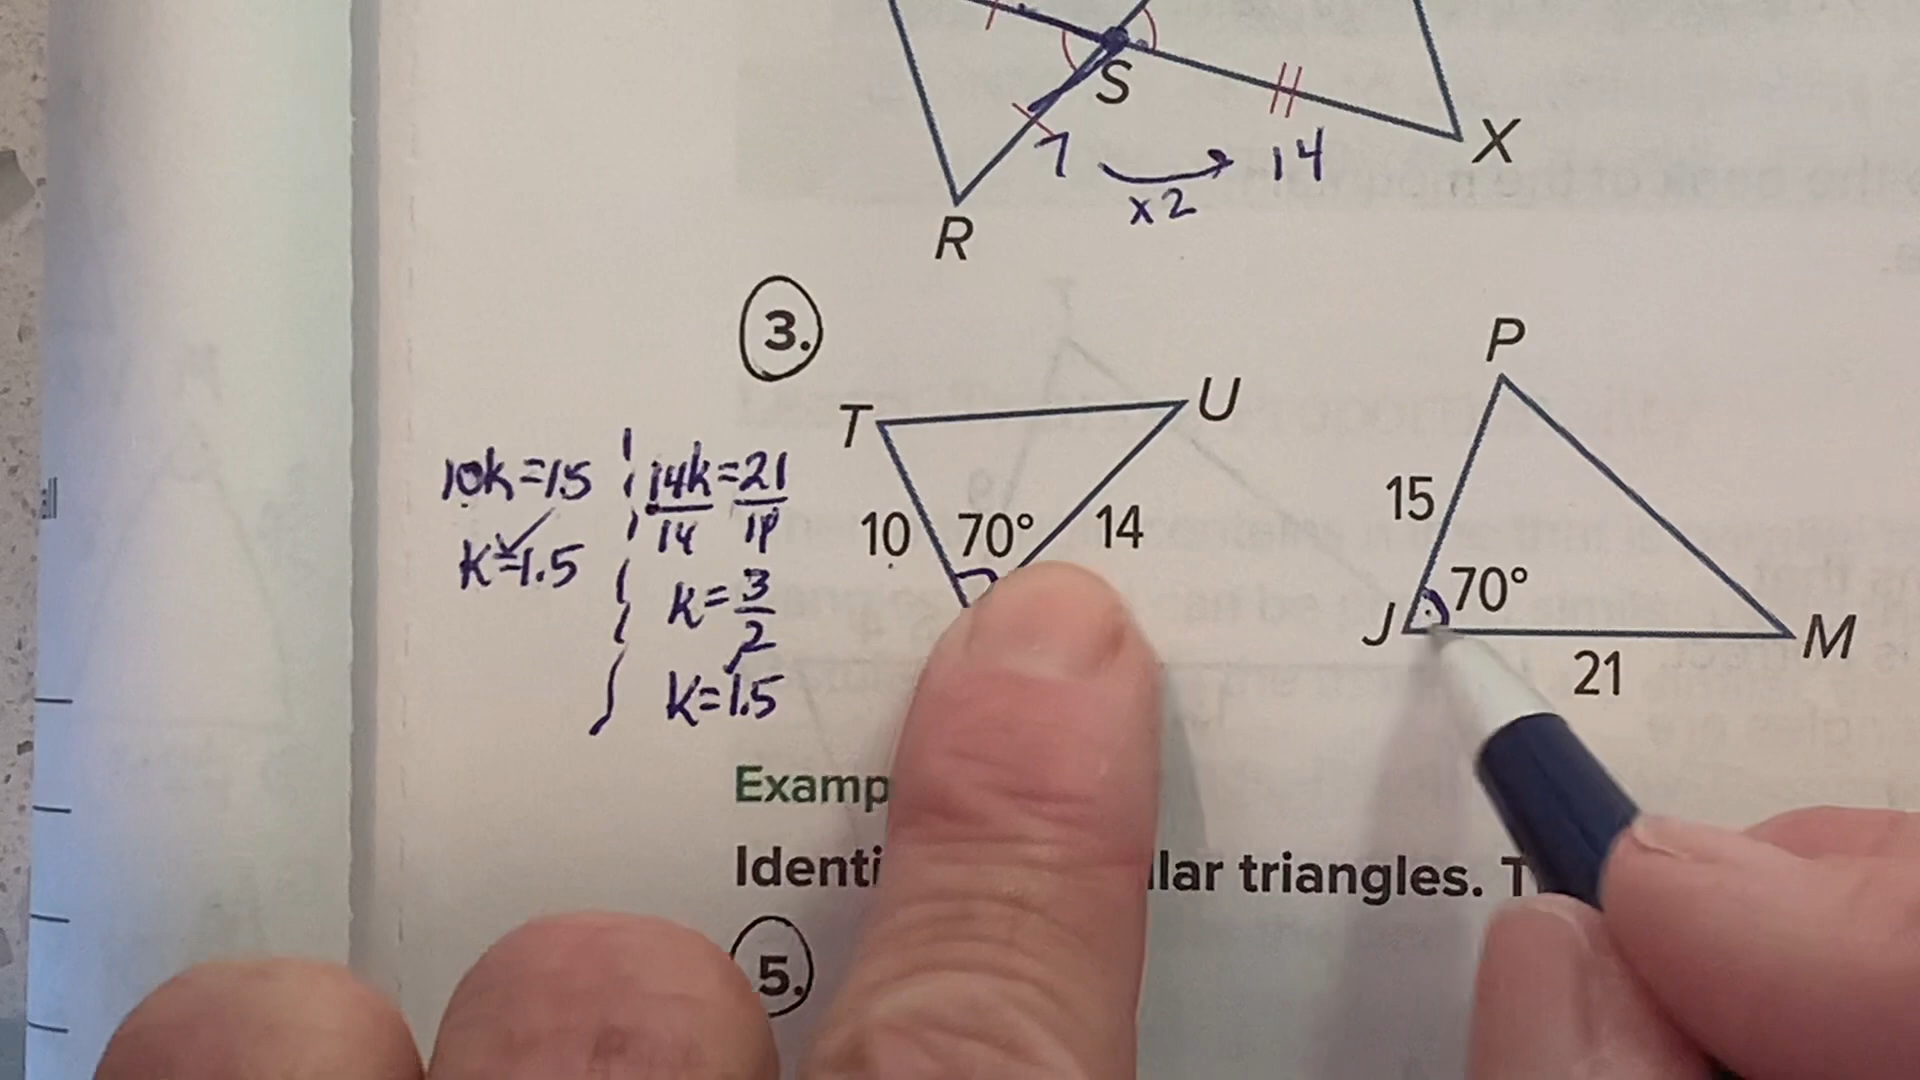 S
7 → 14
x2
X
R
3.
T
U
10
70°
14
P
15
70°
J
M
21
10k=15
k=1.5
14k=21
14 14
k=3/2
k=1.5
Examp
Identi lar triangles. T
5.
all